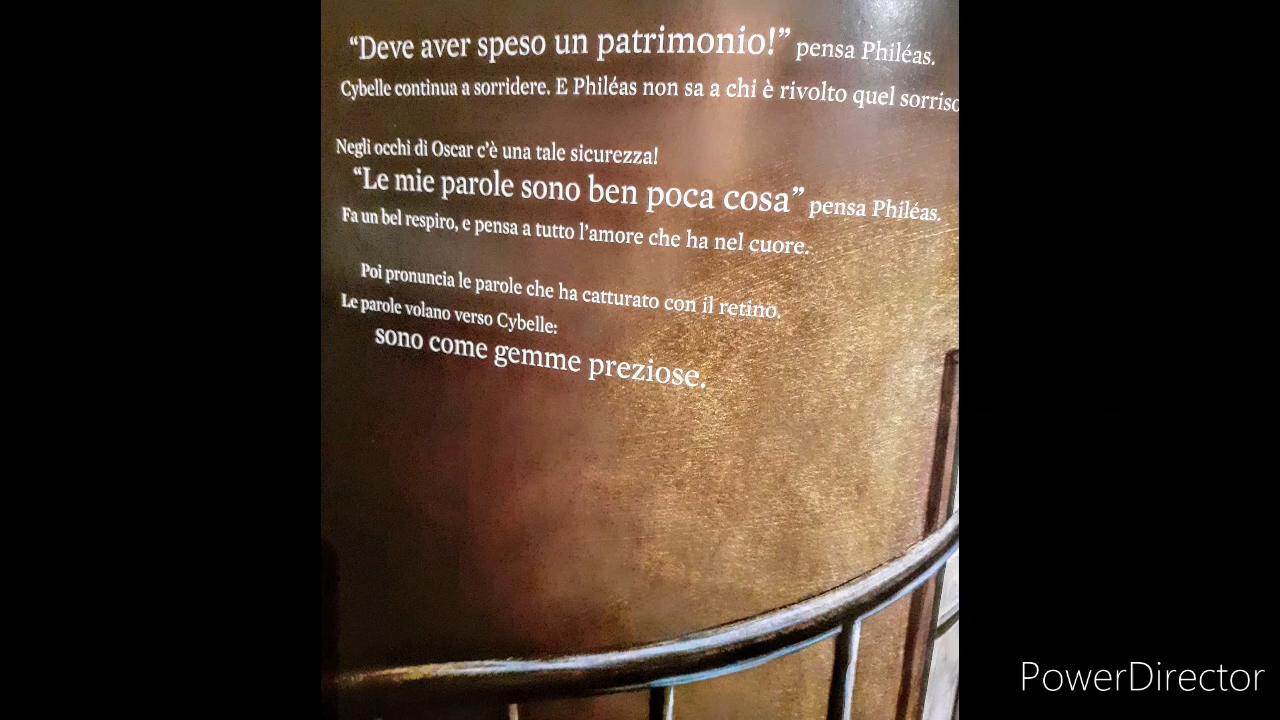 “Deve aver speso un patrimonio!” pensa Philéas.
Cybelle continua a sorridere. E Philéas non sa a chi è rivolto quel
Negli occhi di Oscar c’è una tale sicurezza!
“Le mie parole sono ben poca cosa” pensa Philéas.
Fa un bel respiro, e pensa a tutto l’amore che ha nel cuore.
Poi pronuncia le parole che ha catturato con il retino.
Le parole volano verso Cybelle:
sono come gemme preziose.
PowerDirector